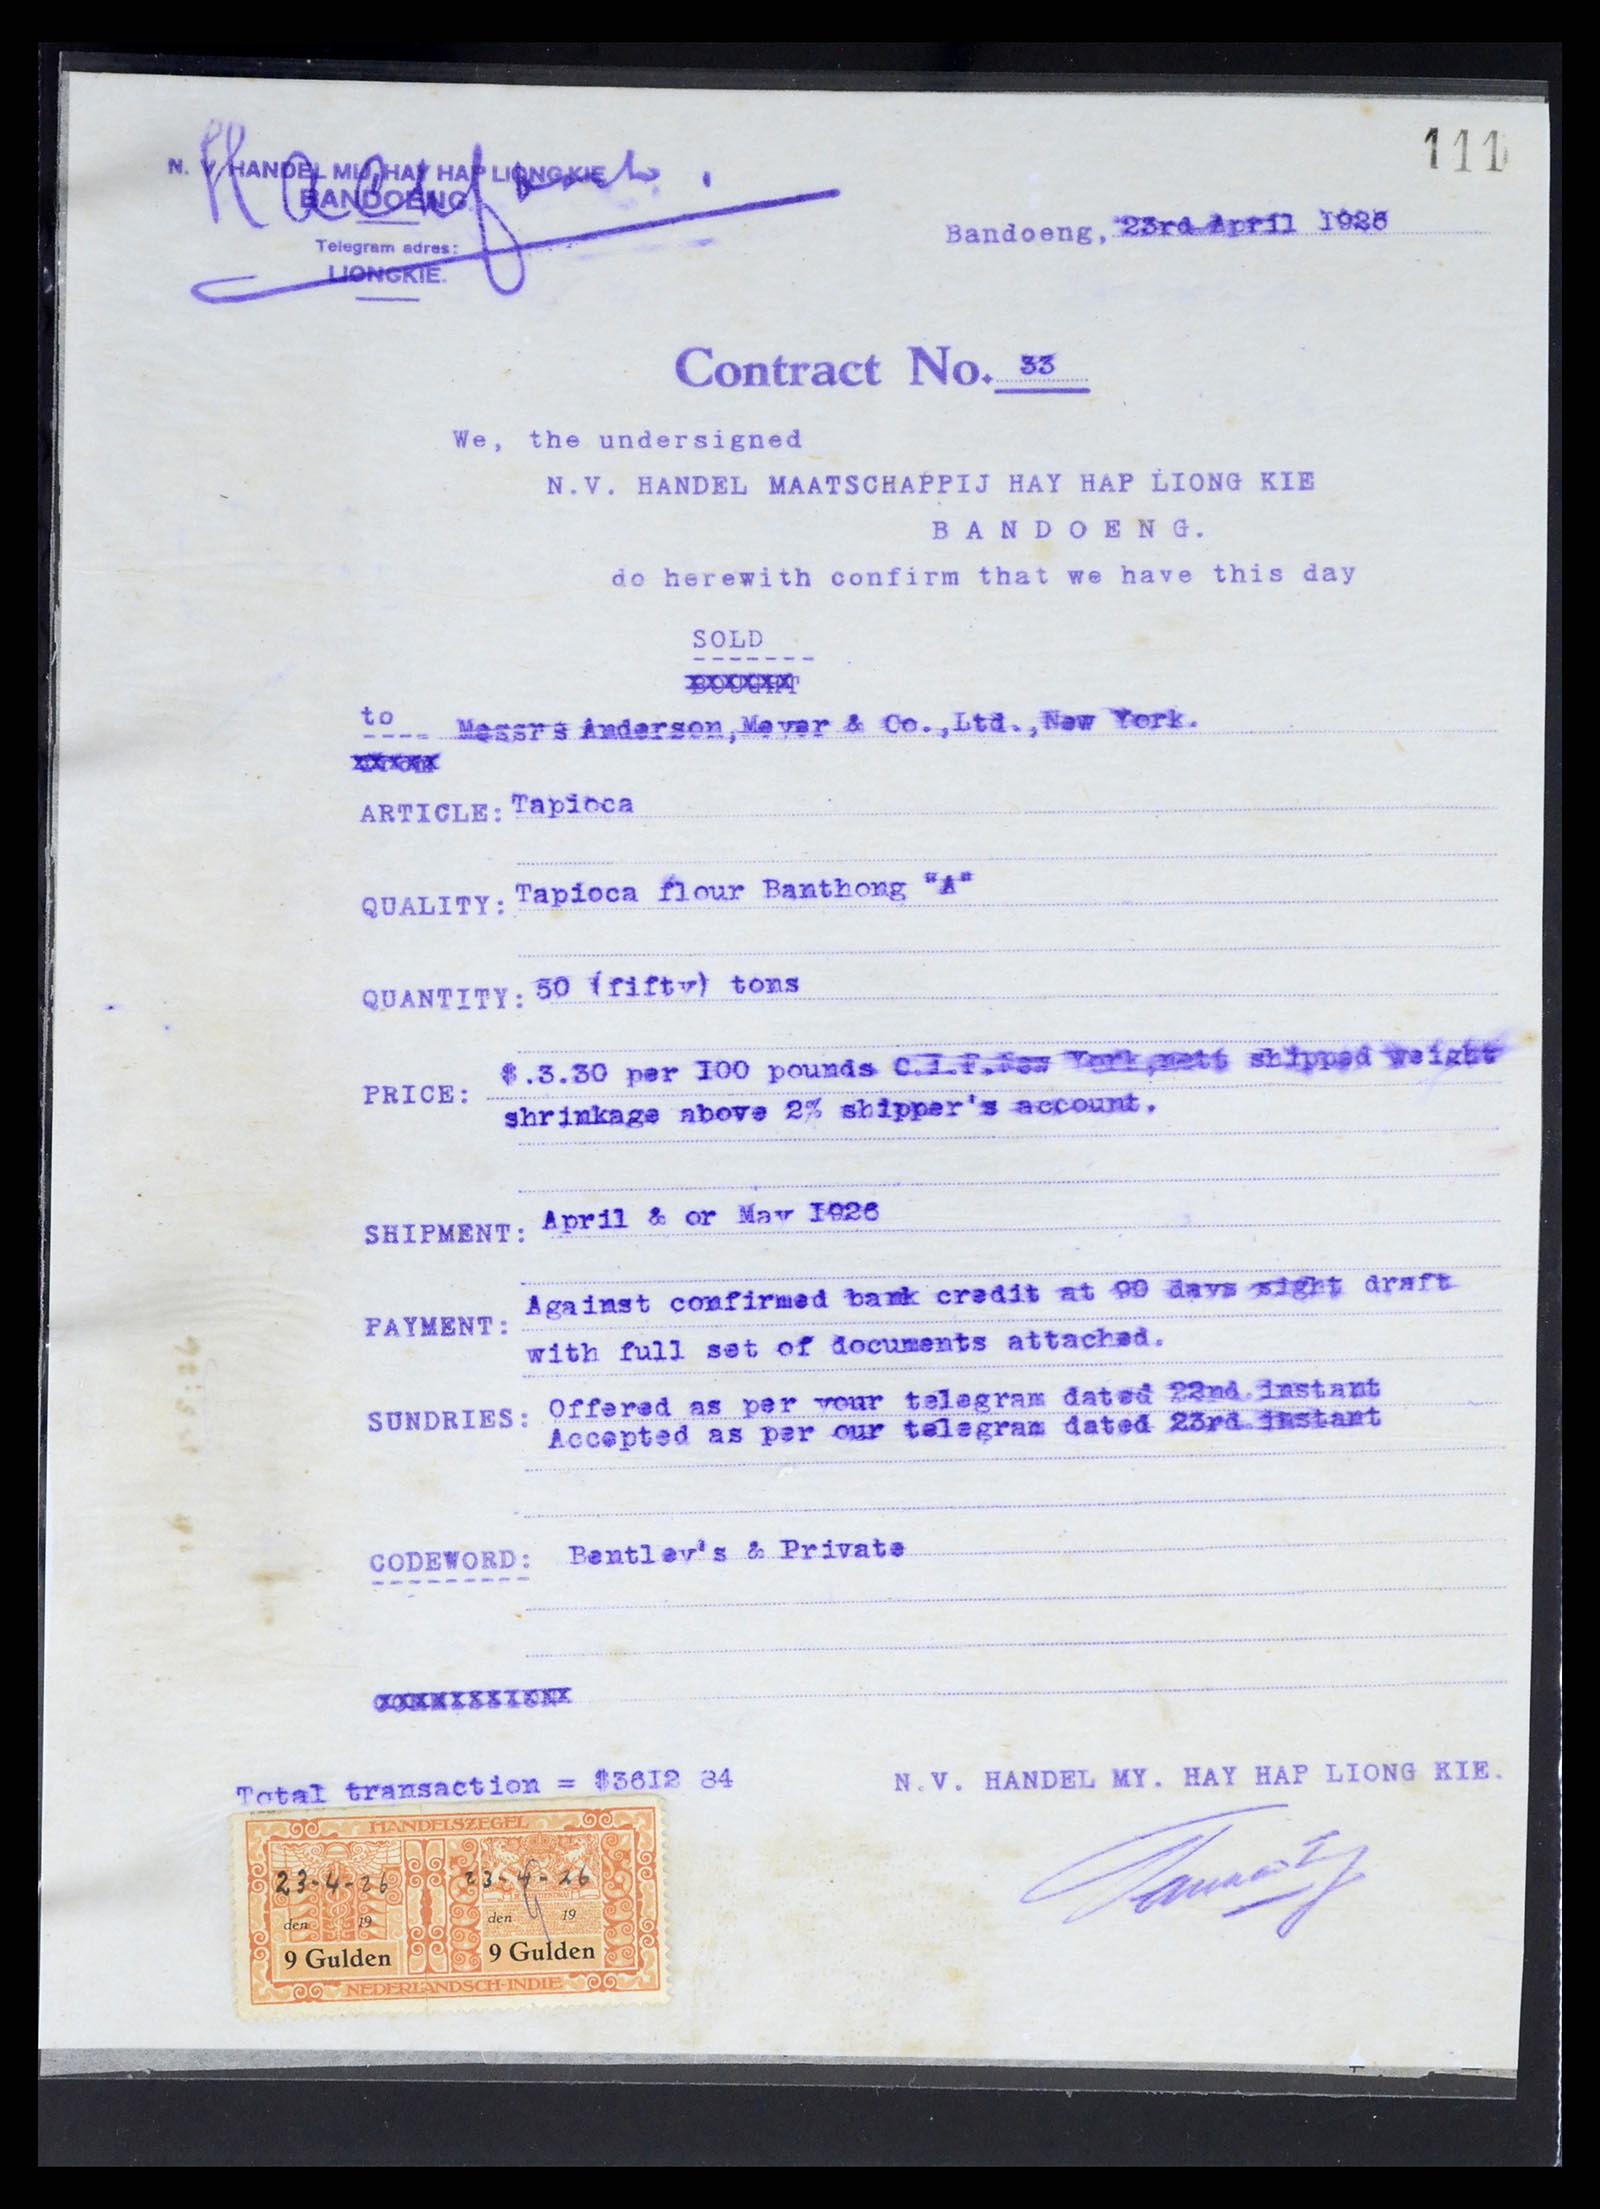 111
N. V. HANDEL MIJ. HAY HAP LIONG KIE
BANDOENG.
Telegram adres:
LIONGKIE.
Bandoeng, 23rd April 1926
Contract No. 33
We, the undersigned
N.V. HANDEL MAATSCHAPPIJ HAY HAP LIONG KIE
BANDOENG.
do herewith confirm that we have this day
SOLD
BOUGHT
to Messrs Anderson,Meyer & Co.,Ltd.,New York.
ARTICLE: Tapioca
QUALITY: Tapioca flour Banthong "A"
QUANTITY: 50 (fifty) tons
PRICE: $.3.30 per 100 pounds C.I.F.New York,nett shipped weight
shrinkage above 2% shipper's account.
SHIPMENT: April & or May 1926
PAYMENT: Against confirmed bank credit at 90 days sight draft
with full set of documents attached.
SUNDRIES: Offered as per your telegram dated 22nd.instant
Accepted as per our telegram dated 23rd.instant
CODEWORD: Bentley's & Private
Total transaction = $3612 84
N.V. HANDEL MY. HAY HAP LIONG KIE.
HANDELSZEGEL
23-4-26 23-4-26
den 19 den 19
9 Gulden 9 Gulden
NEDERLANDSCH-INDIE